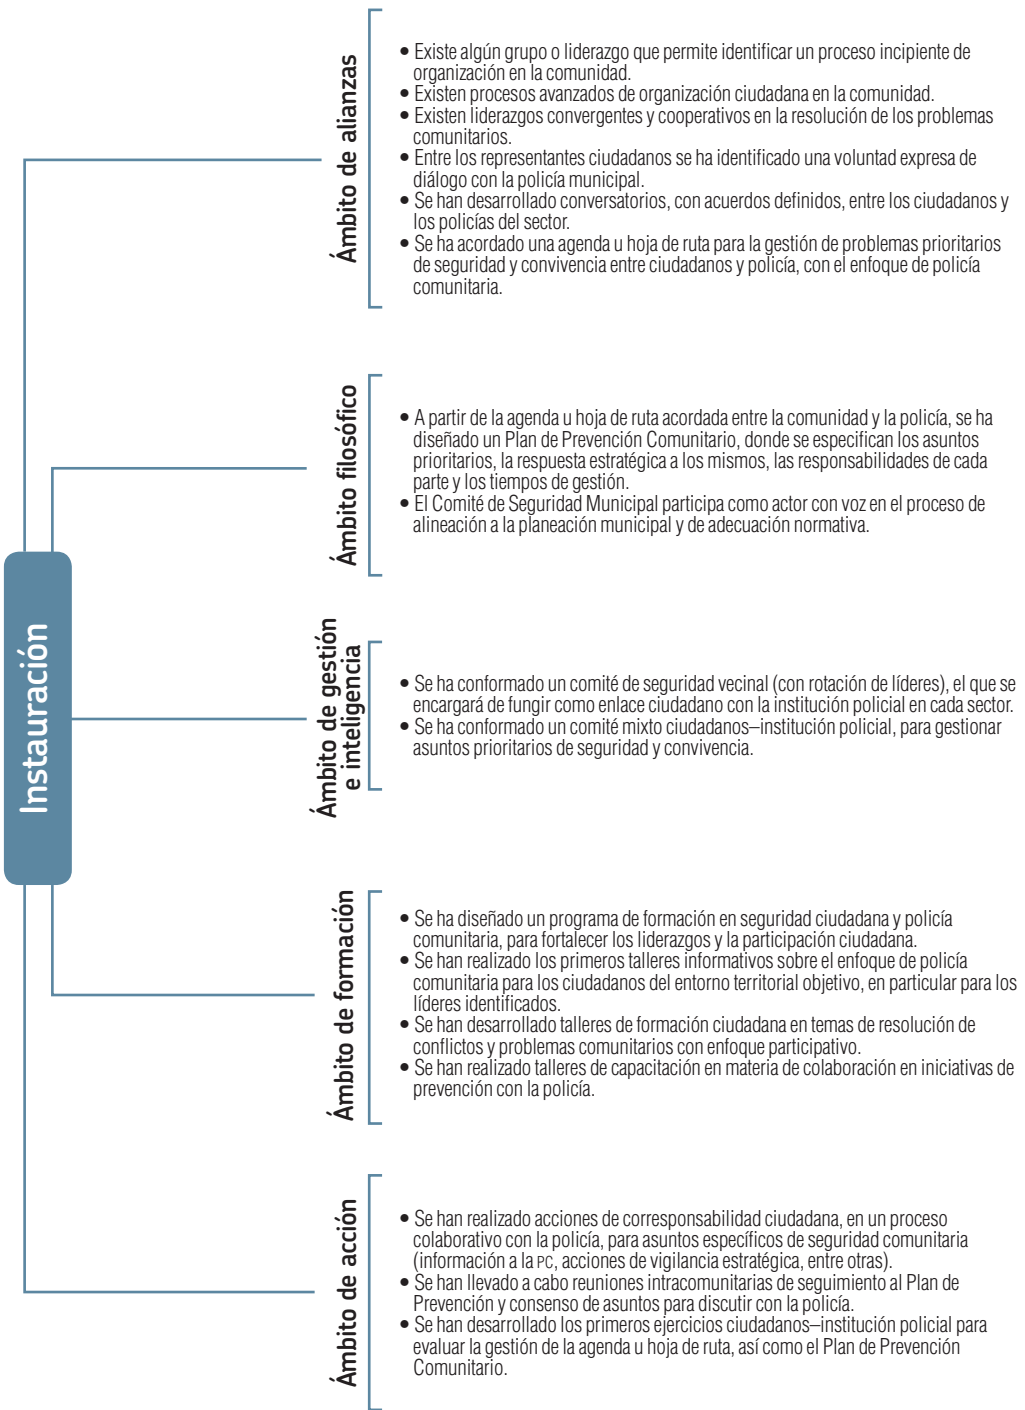 Instauración
Ámbito de alianzas
• Existe algún grupo o liderazgo que permite identificar un proceso incipiente de
organización en la comunidad.
• Existen procesos avanzados de organización ciudadana en la comunidad.
• Existen liderazgos convergentes y cooperativos en la resolución de los problemas
comunitarios.
• Entre los representantes ciudadanos se ha identificado una voluntad expresa de
diálogo con la policía municipal.
• Se han desarrollado conversatorios, con acuerdos definidos, entre los ciudadanos y
los policías del sector.
• Se ha acordado una agenda u hoja de ruta para la gestión de problemas prioritarios
de seguridad y convivencia entre ciudadanos y policía, con el enfoque de policía
comunitaria.
Ámbito filosófico
• A partir de la agenda u hoja de ruta acordada entre la comunidad y la policía, se ha
diseñado un Plan de Prevención Comunitario, donde se especifican los asuntos
prioritarios, la respuesta estratégica a los mismos, las responsabilidades de cada
parte y los tiempos de gestión.
• El Comité de Seguridad Municipal participa como actor con voz en el proceso de
alineación a la planeación municipal y de adecuación normativa.
Ámbito de gestión
e inteligencia
• Se ha conformado un comité de seguridad vecinal (con rotación de líderes), el que se
encargará de fungir como enlace ciudadano con la institución policial en cada sector.
• Se ha conformado un comité mixto ciudadanos–institución policial, para gestionar
asuntos prioritarios de seguridad y convivencia.
Ámbito de formación
• Se ha diseñado un programa de formación en seguridad ciudadana y policía
comunitaria, para fortalecer los liderazgos y la participación ciudadana.
• Se han realizado los primeros talleres informativos sobre el enfoque de policía
comunitaria para los ciudadanos del entorno territorial objetivo, en particular para los
líderes identificados.
• Se han desarrollado talleres de formación ciudadana en temas de resolución de
conflictos y problemas comunitarios con enfoque participativo.
• Se han realizado talleres de capacitación en materia de colaboración en iniciativas de
prevención con la policía.
Ámbito de acción
• Se han realizado acciones de corresponsabilidad ciudadana, en un proceso
colaborativo con la policía, para asuntos específicos de seguridad comunitaria
(información a la PC, acciones de vigilancia estratégica, entre otras).
• Se han llevado a cabo reuniones intracomunitarias de seguimiento al Plan de
Prevención y consenso de asuntos para discutir con la policía.
• Se han desarrollado los primeros ejercicios ciudadanos–institución policial para
evaluar la gestión de la agenda u hoja de ruta, así como el Plan de Prevención
Comunitario.